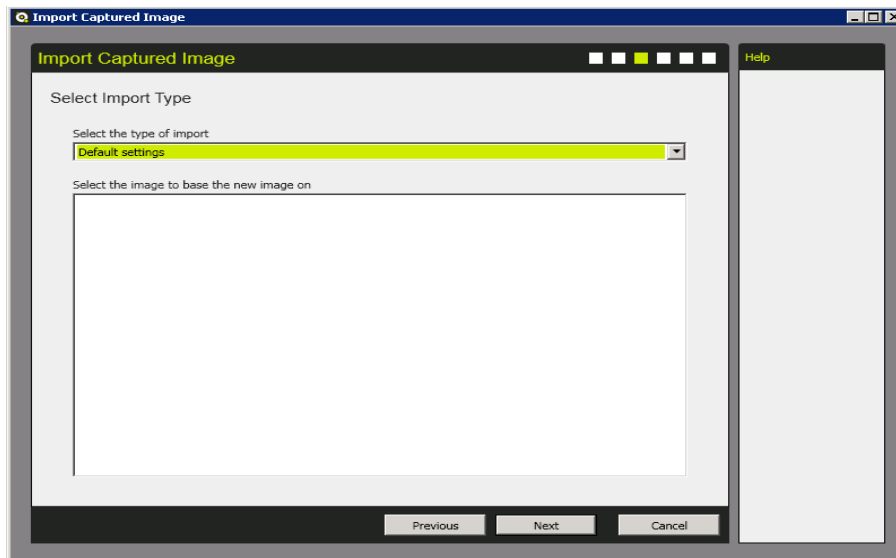 Import Captured Image
Import Captured Image
Help
Select Import Type
Select the type of import
Default settings
Select the image to base the new image on
Previous
Next
Cancel